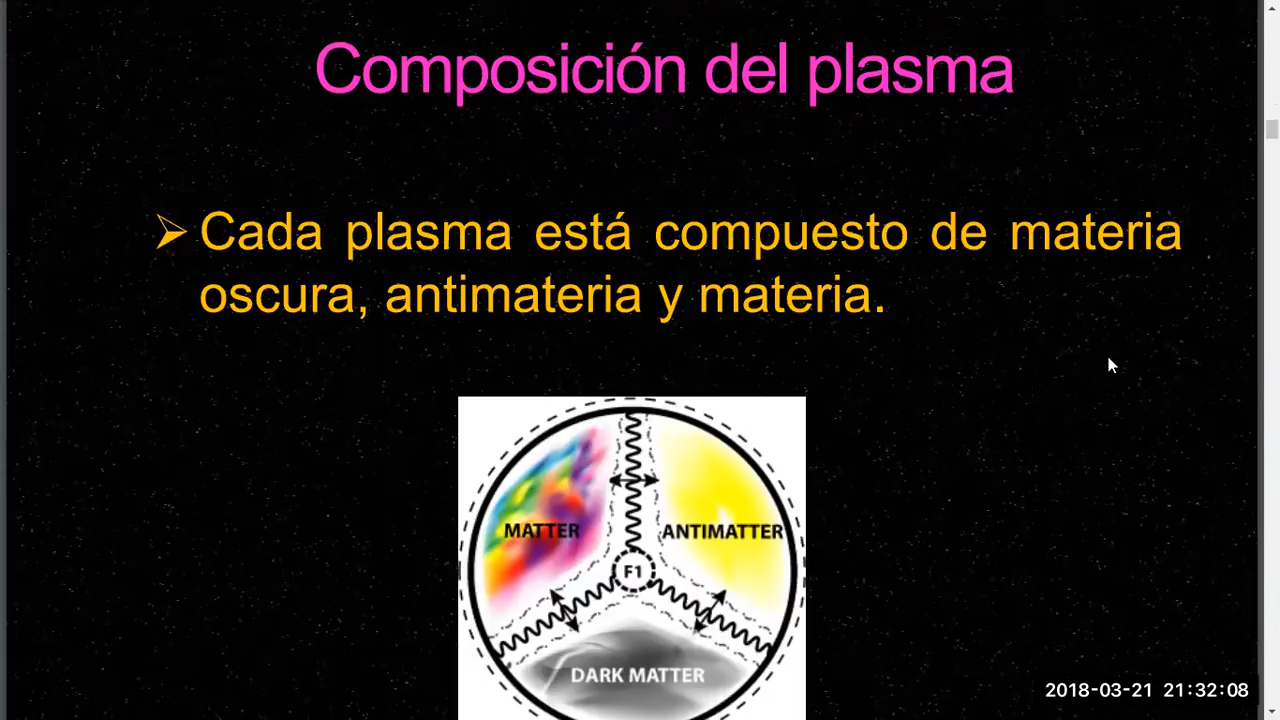 Composición del plasma
Cada plasma está compuesto de materia
oscura, antimateria y materia.
MATTER
ANTIMATTER
F1
DARK MATTER
2018-03-21 21:32:08